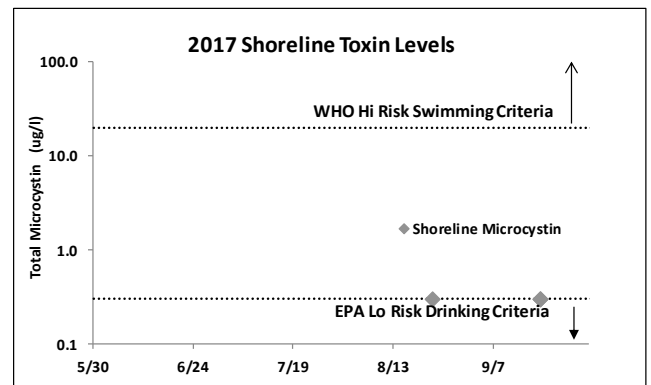 2017 Shoreline Toxin Levels
Total Microcystin (ug/l)
100.0
10.0
1.0
0.1
WHO Hi Risk Swimming Criteria
Shoreline Microcystin
EPA Lo Risk Drinking Criteria
5/30 6/24 7/19 8/13 9/7